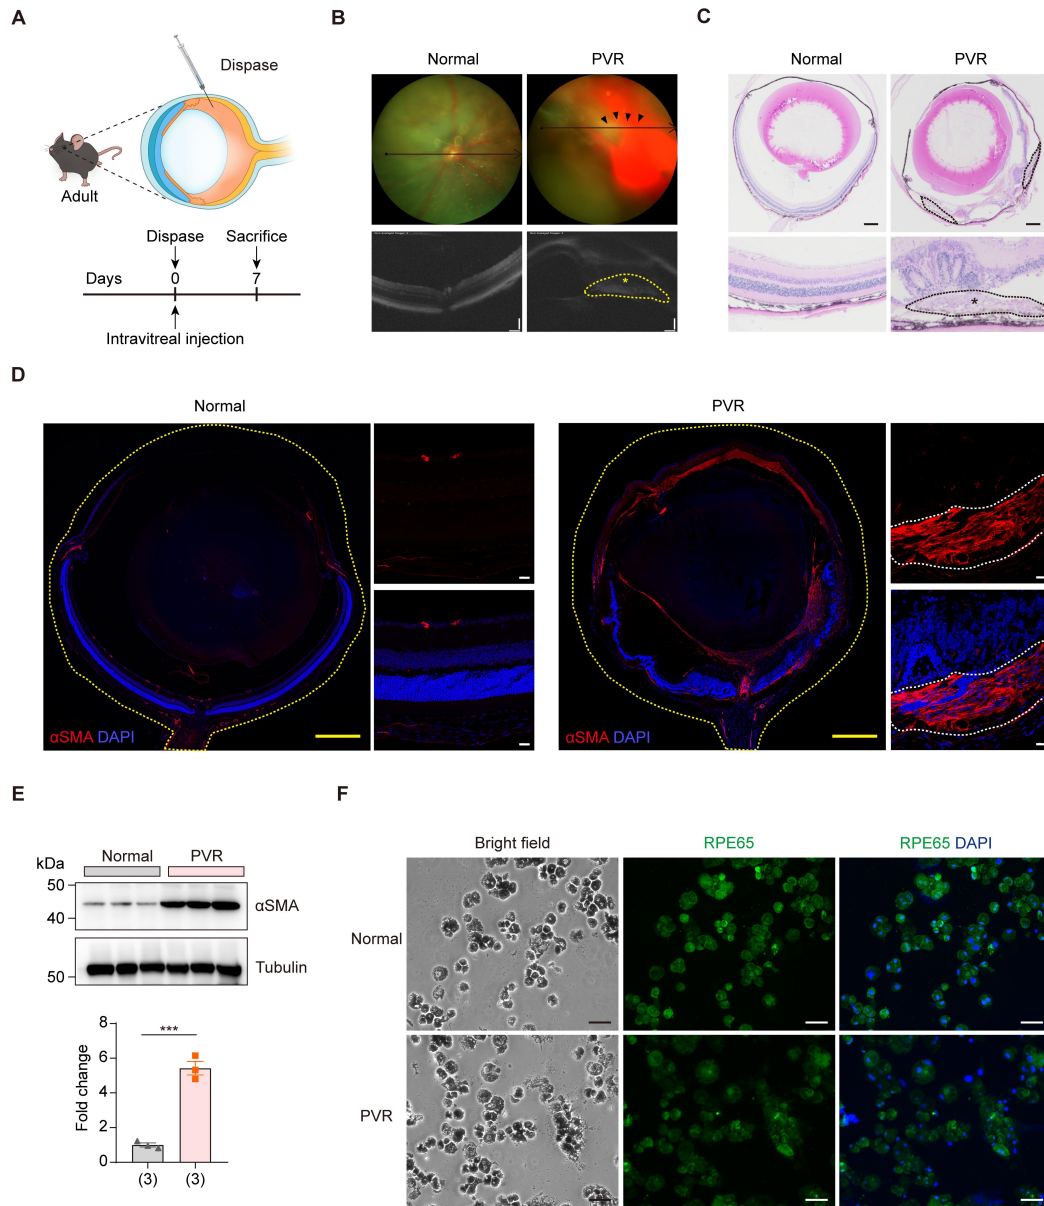 A
Dispase
Adult
Dispase
Sacrifice
Days
0
7
Intravitreal injection
B
Normal
PVR
*
C
Normal
PVR
*
D
Normal
PVR
αSMA DAPI
αSMA DAPI
E
Normal
PVR
kDa
50
40
αSMA
50
Tubulin
***
8
6
4
2
0
Fold change
(3)
(3)
F
Bright field
RPE65
RPE65 DAPI
Normal
PVR